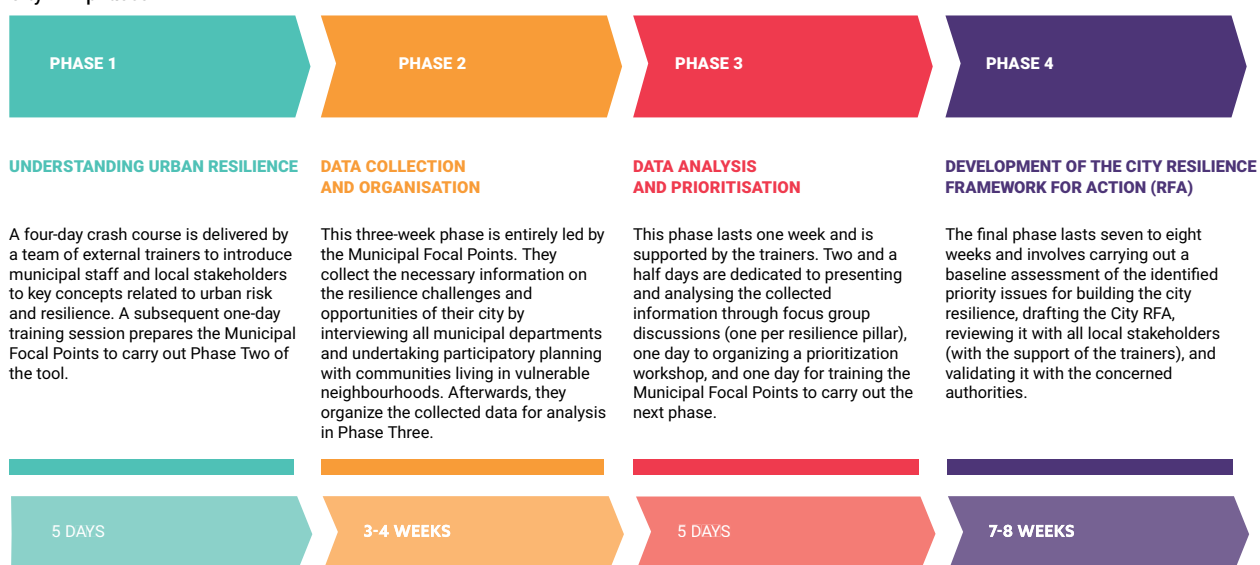 PHASE 1
PHASE 2
PHASE 3
PHASE 4
UNDERSTANDING URBAN RESILIENCE
A four-day crash course is delivered by
a team of external trainers to introduce
municipal staff and local stakeholders
to key concepts related to urban risk
and resilience. A subsequent one-day
training session prepares the Municipal
Focal Points to carry out Phase Two of
the tool.
DATA COLLECTION
AND ORGANISATION
This three-week phase is entirely led by
the Municipal Focal Points. They
collect the necessary information on
the resilience challenges and
opportunities of their city by
interviewing all municipal departments
and undertaking participatory planning
with communities living in vulnerable
neighbourhoods. Afterwards, they
organize the collected data for analysis
in Phase Three.
DATA ANALYSIS
AND PRIORITISATION
This phase lasts one week and is
supported by the trainers. Two and a
half days are dedicated to presenting
and analysing the collected
information through focus group
discussions (one per resilience pillar),
one day to organizing a prioritization
workshop, and one day for training the
Municipal Focal Points to carry out the
next phase.
DEVELOPMENT OF THE CITY RESILIENCE
FRAMEWORK FOR ACTION (RFA)
The final phase lasts seven to eight
weeks and involves carrying out a
baseline assessment of the identified
priority issues for building the city
resilience, drafting the City RFA,
reviewing it with all local stakeholders
(with the support of the trainers), and
validating it with the concerned
authorities.
5 DAYS
3-4 WEEKS
5 DAYS
7-8 WEEKS